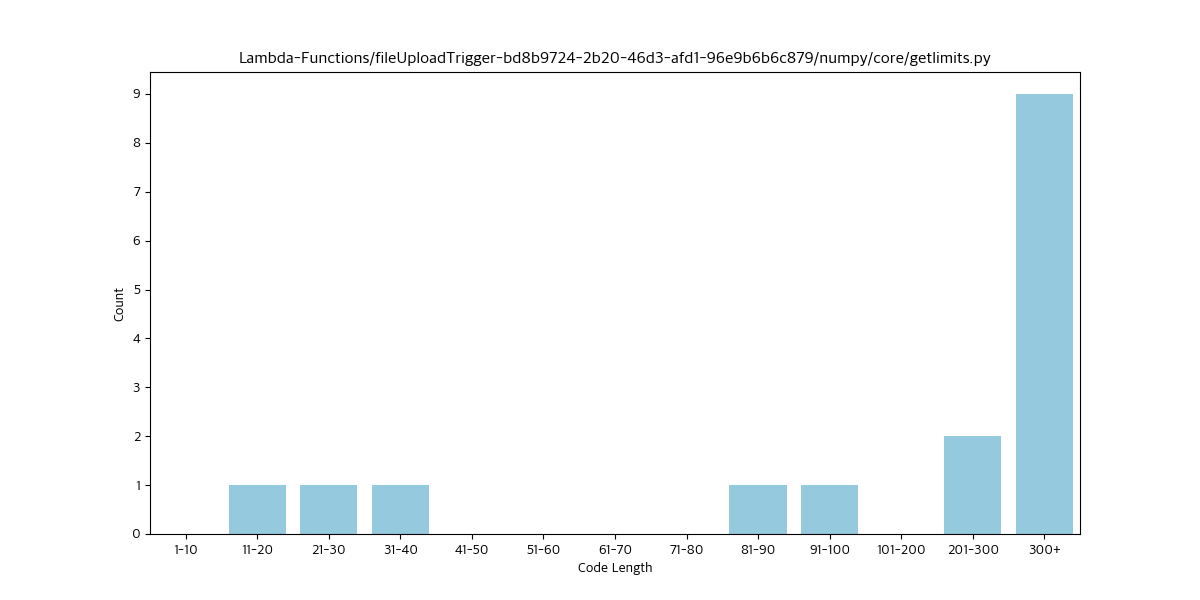 Lambda-Functions/fileUploadTrigger-bd8b9724-2b20-46d3-afd1-96e9b6b6c879/numpy/core/getlimits.py
9
8
7
6
5
4
3
2
1
0
Count
1-10 11-20 21-30 31-40 41-50 51-60 61-70 71-80 81-90 91-100 101-200 201-300 300+
Code Length